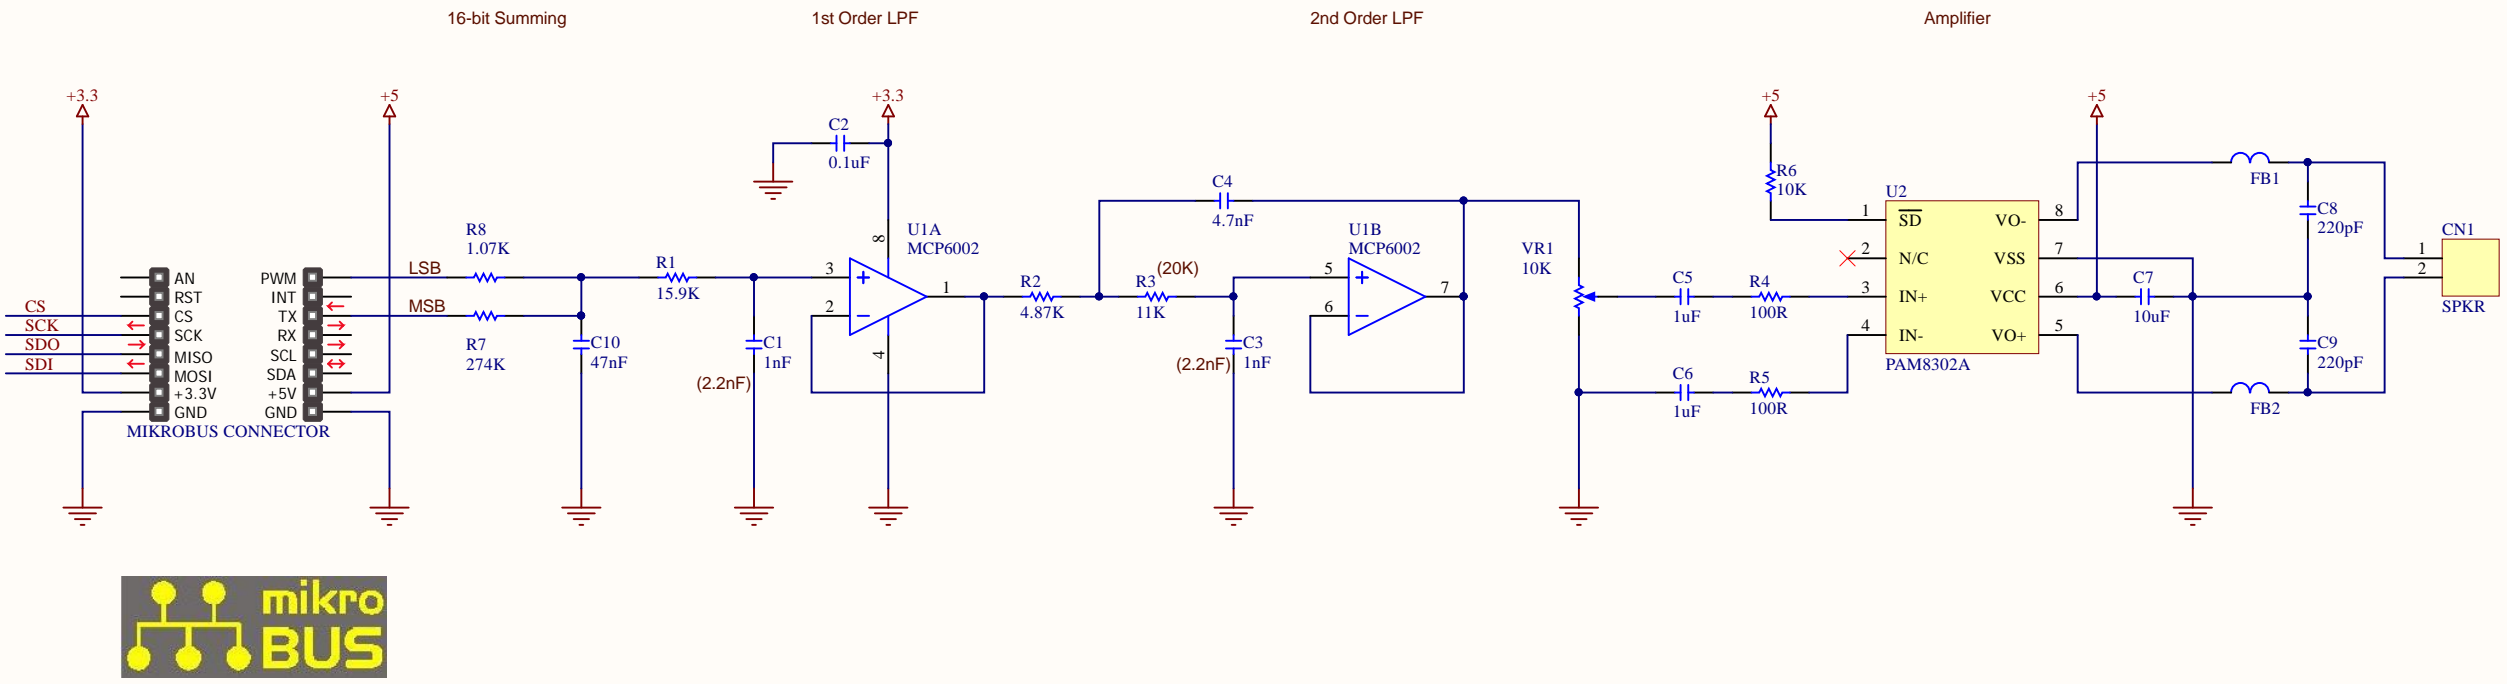 16-bit Summing
1st Order LPF
2nd Order LPF
Amplifier
+3.3
+5
+3.3
+5
+5
C2
0.1uF
C4
4.7nF
R6
10K
U2
1
SD
N/C
2
IN+
3
IN-
4
VO-
8
VSS
7
VCC
6
VO+
5
PAM8302A
FB1
FB2
C8
220pF
C9
220pF
C7
10uF
CN1
1
2
SPKR
R8
1.07K
LSB
MSB
R7
274K
C10
47nF
R1
15.9K
C1
1nF
(2.2nF)
U1A
MCP6002
8
3
2
1
4
R2
4.87K
R3
(20K)
11K
C3
1nF
(2.2nF)
U1B
MCP6002
5
6
7
VR1
10K
C5
1uF
R4
100R
C6
1uF
R5
100R
CS
SCK
SDO
SDI
AN
RST
CS
SCK
MISO
MOSI
+3.3V
GND
PWM
INT
TX
RX
SCL
SDA
+5V
GND
MIKROBUS CONNECTOR
mikro
BUS